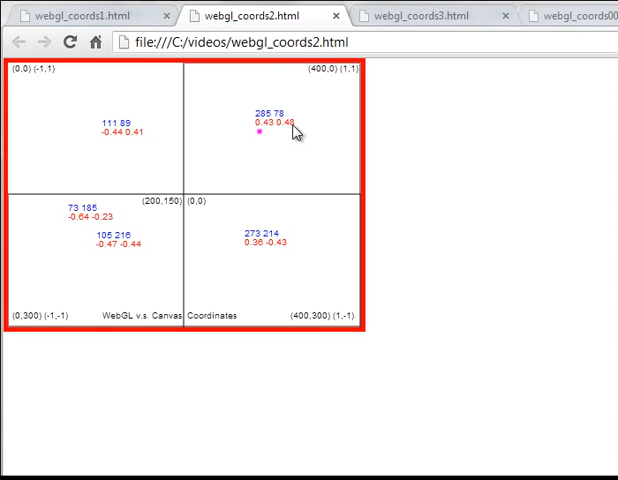 webgl_coords1.html
webgl_coords2.html
webgl_coords3.html
webgl_coords00
file:///C:/videos/webgl_coords2.html
(0,0) (-1,1)
(400,0) (1,1)
111 89
-0.44 0.41
285 78
0.43 0.48
(200,150)
(0,0)
73 185
-0.64 -0.23
105 216
-0.47 -0.44
273 214
0.36 -0.43
(0,300) (-1,-1)
WebGL v.s. Canvas Coordinates
(400,300) (1,-1)